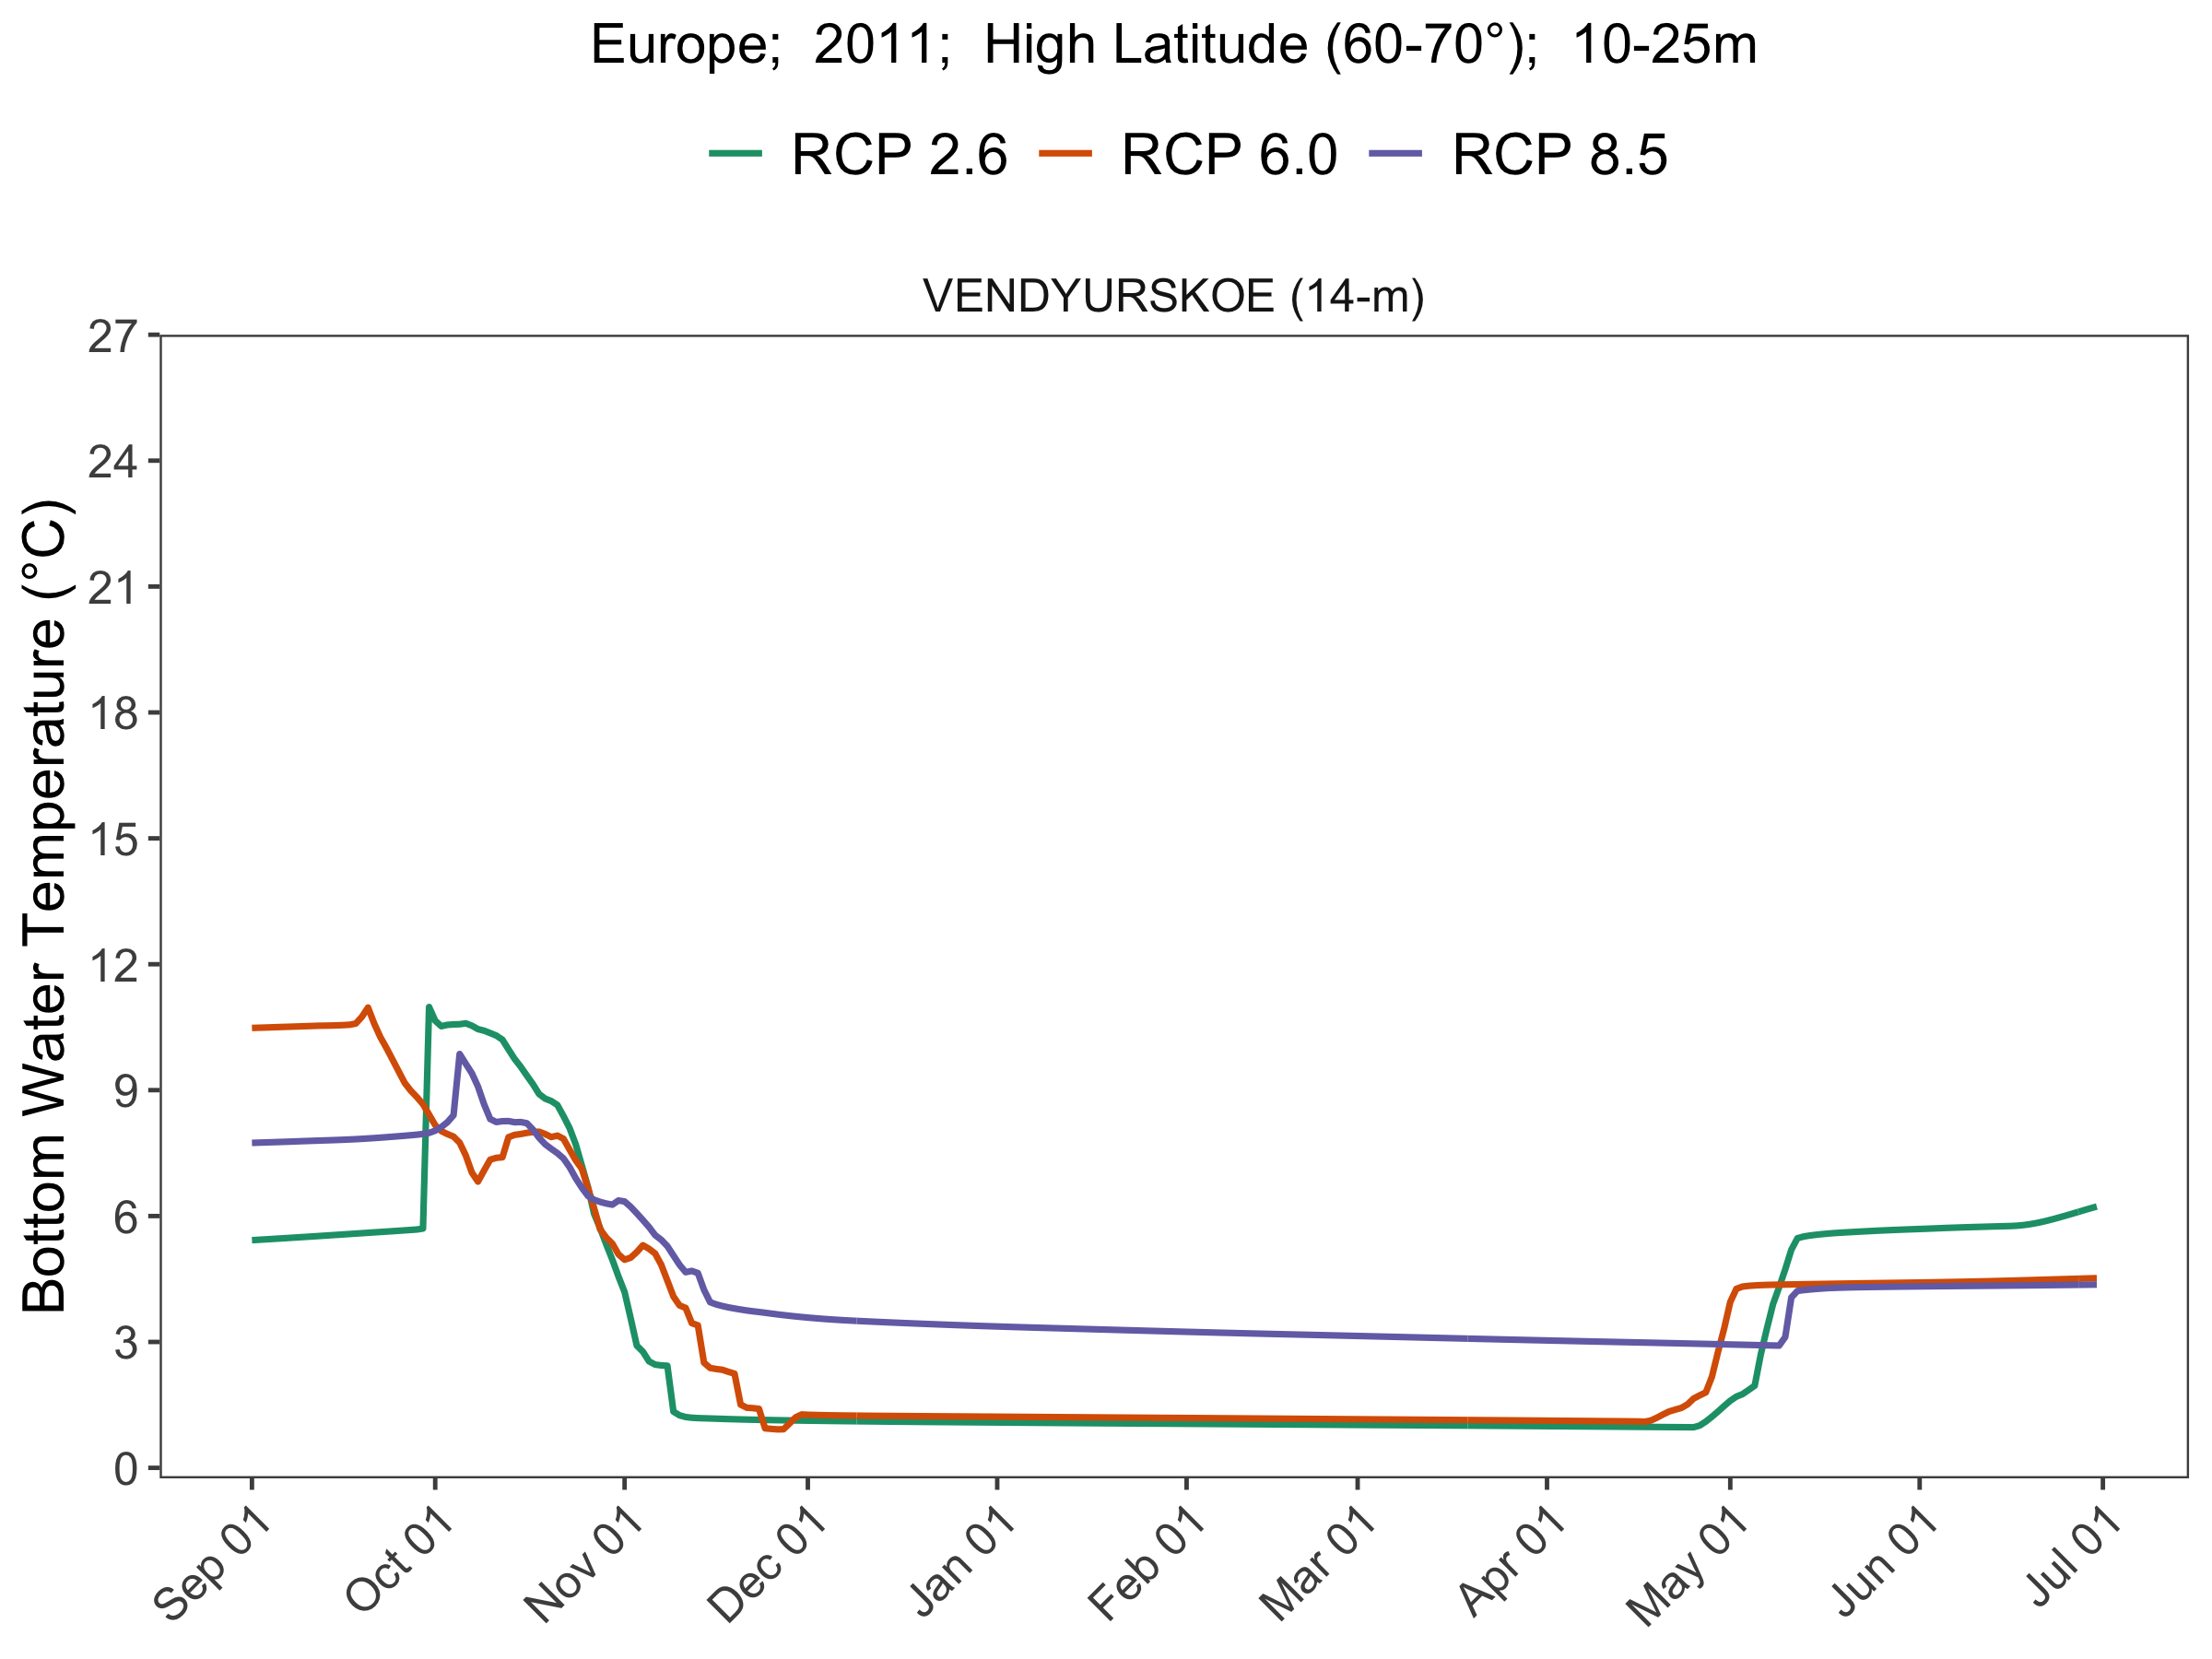 Europe;  2011;  High Latitude (60-70°);  10-25m
RCP 2.6 RCP 6.0 RCP 8.5
VENDYURSKOE (14-m)
Bottom Water Temperature (°C)
27
24
21
18
15
12
9
6
3
0
Sep 01 Oct 01 Nov 01 Dec 01 Jan 01 Feb 01 Mar 01 Apr 01 May 01 Jun 01 Jul 01